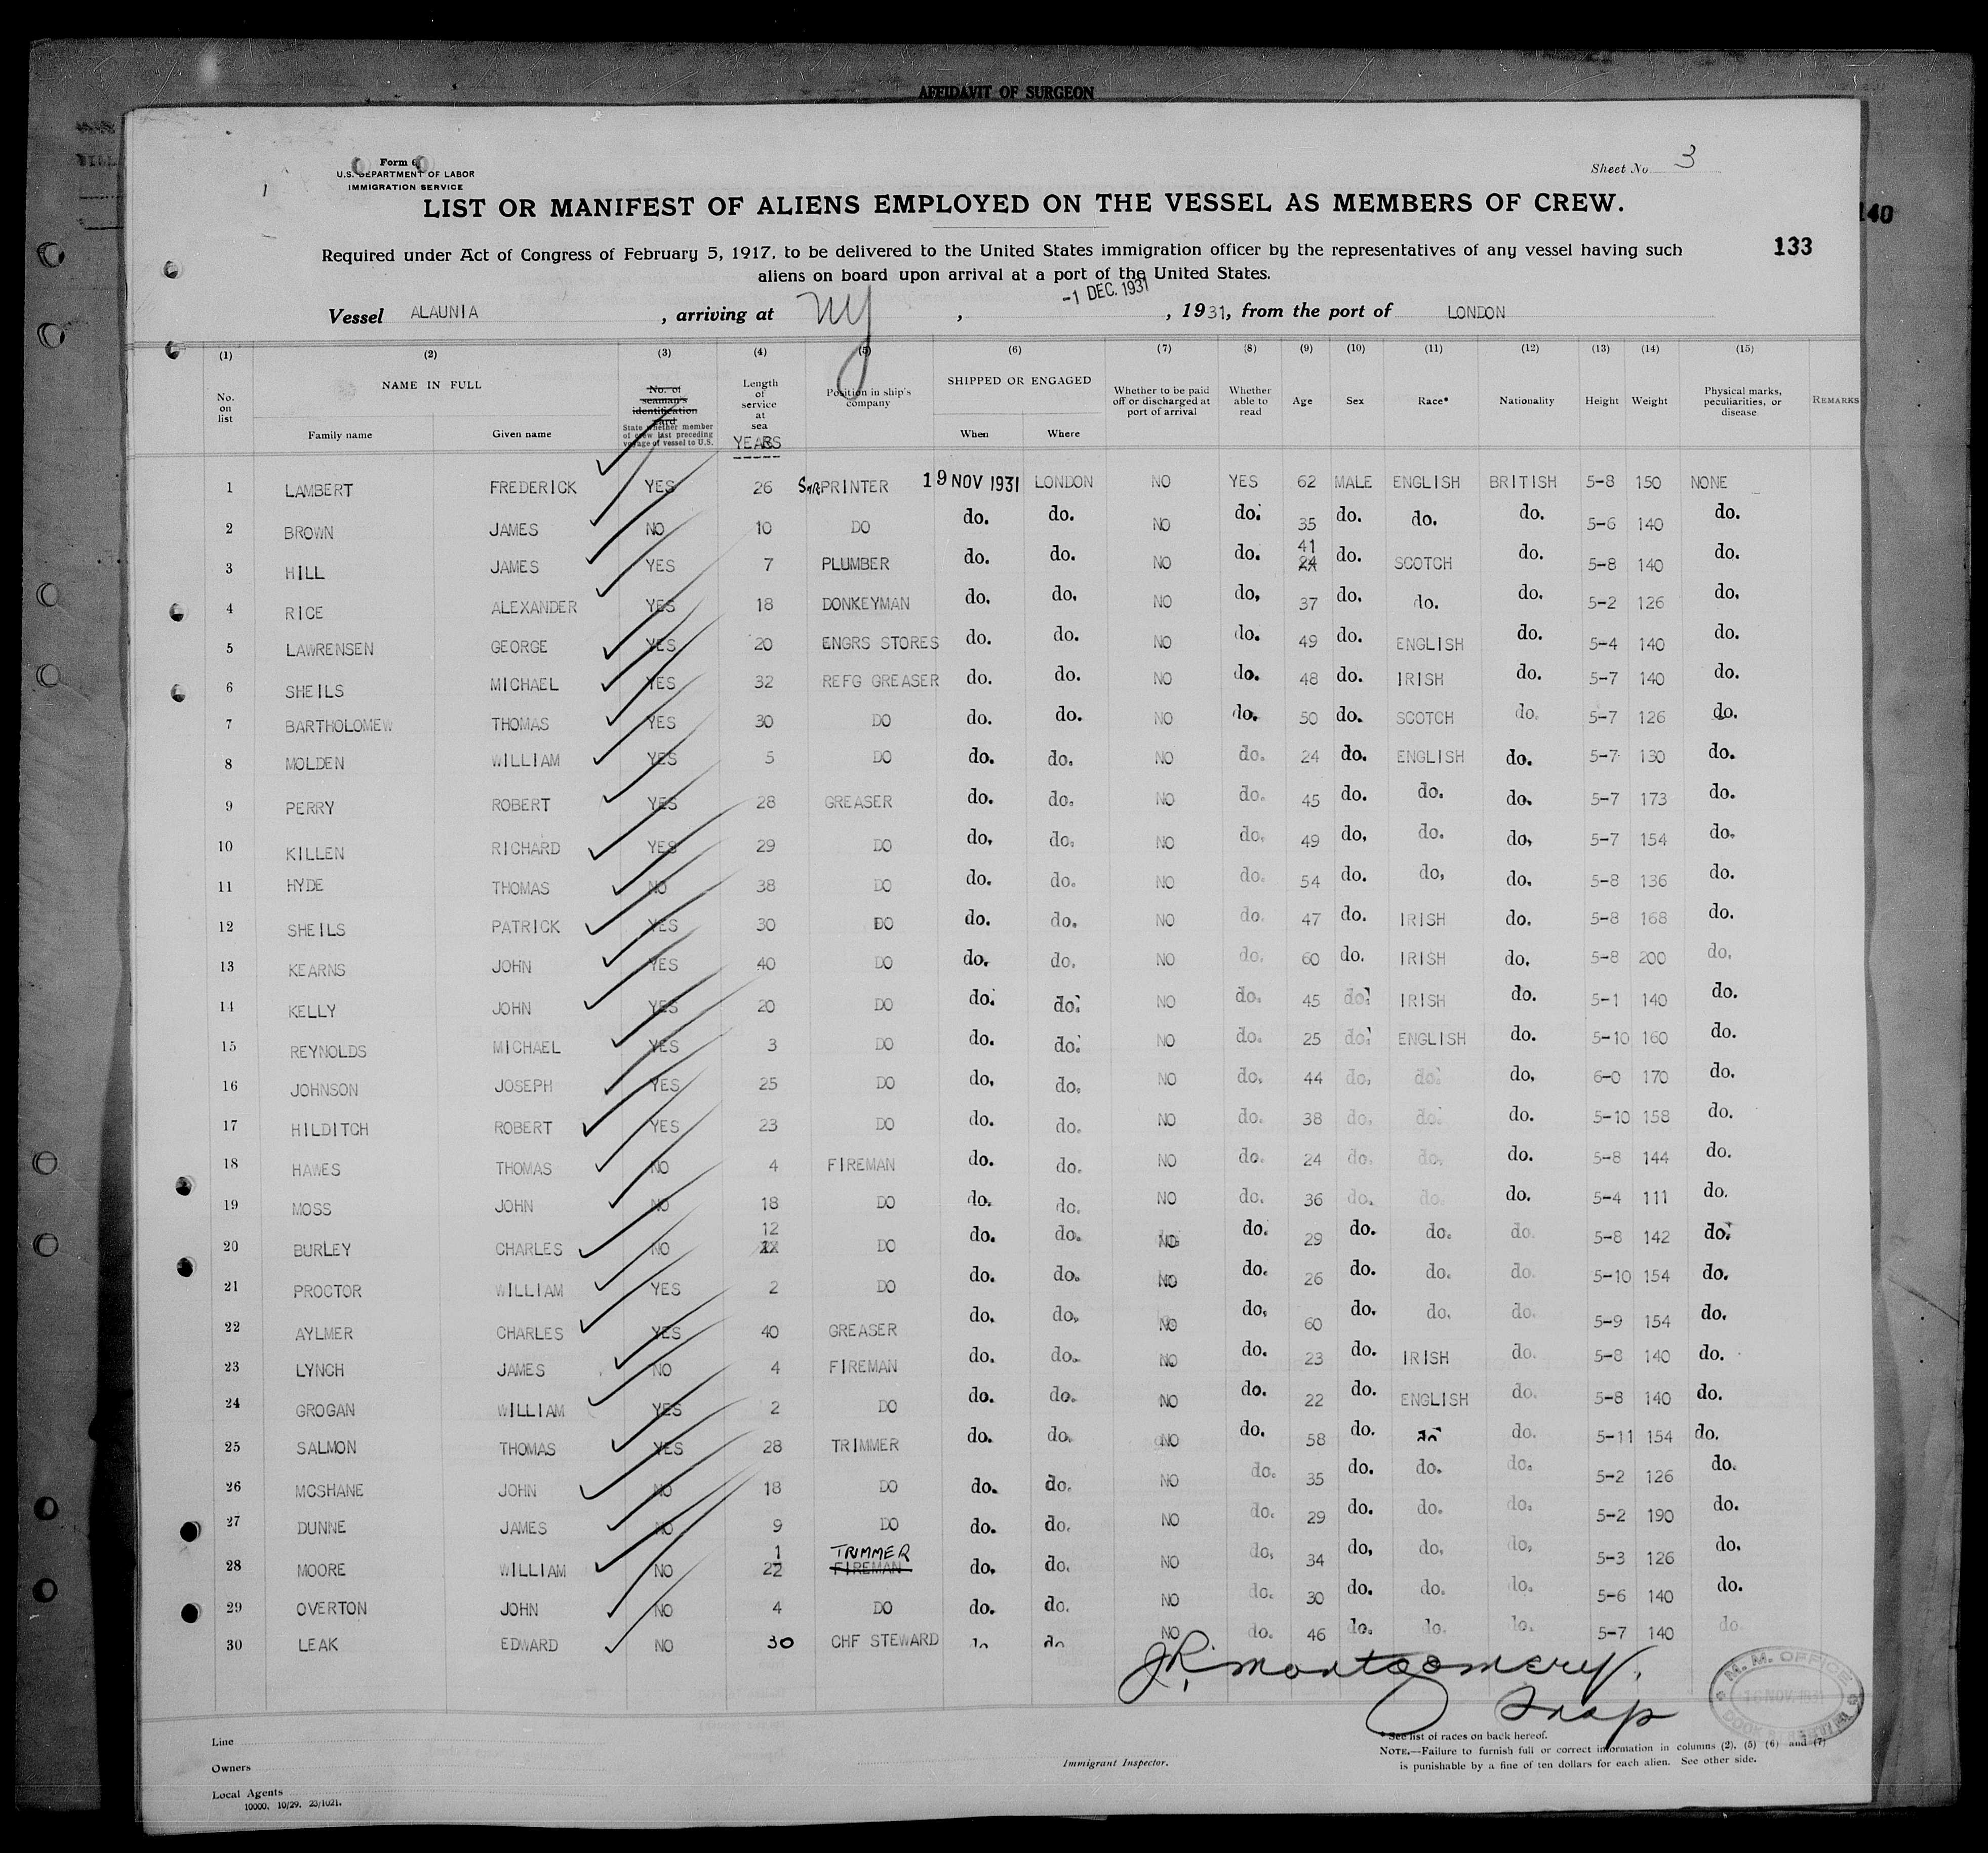 AFFIDAVIT OF SURGEON
Form 6
U.S. DEPARTMENT OF LABOR
IMMIGRATION SERVICE
Sheet No. 3
LIST OR MANIFEST OF ALIENS EMPLOYED ON THE VESSEL AS MEMBERS OF CREW.
140
133
Required under Act of Congress of February 5, 1917, to be delivered to the United States immigration officer by the representatives of any vessel having such
aliens on board upon arrival at a port of the United States.
-1 DEC. 1931
Vessel ALAUNIA , arriving at NY , , 1931, from the port of LONDON
(1) (2) (3) (4) (5) (6) (7) (8) (9) (10) (11) (12) (13) (14) (15)
No. on list NAME IN FULL Family name Given name No. of seaman's identification card State whether member of crew last preceding voyage of vessel to U.S. Length of service at sea YEARS Position in ship's company SHIPPED OR ENGAGED When Where Whether to be paid off or discharged at port of arrival Whether able to read Age Sex Race* Nationality Height Weight Physical marks, peculiarities, or disease REMARKS
1 LAMBERT FREDERICK YES 26 PRINTER 19 NOV 1931 LONDON NO YES 62 MALE ENGLISH BRITISH 5-8 150 NONE
2 BROWN JAMES NO 10 DO do. do. NO do. 35 do. do. do. 5-6 140 do.
3 HILL JAMES YES 7 PLUMBER do. do. NO do. 41 24 do. SCOTCH do. 5-8 140 do.
4 RICE ALEXANDER YES 18 DONKEYMAN do. do. NO do. 37 do. do. do. 5-2 126 do.
5 LAWRENSEN GEORGE YES 20 ENGRS STORES do. do. NO do. 49 do. ENGLISH do. 5-4 140 do.
6 SHEILS MICHAEL YES 32 REFG GREASER do. do. NO do. 48 do. IRISH do. 5-7 140 do.
7 BARTHOLOMEW THOMAS YES 30 DO do. do. NO do. 50 do. SCOTCH do. 5-7 126 do.
8 MOLDEN WILLIAM YES 5 DO do. do. NO do. 24 do. ENGLISH do. 5-7 130 do.
9 PERRY ROBERT YES 28 GREASER do. do. NO do. 45 do. do. do. 5-7 173 do.
10 KILLEN RICHARD YES 29 DO do. do. NO do. 49 do. do. do. 5-7 154 do.
11 HYDE THOMAS NO 38 DO do. do. NO do. 54 do. do. do. 5-8 136 do.
12 SHEILS PATRICK YES 30 DO do. do. NO do. 47 do. IRISH do. 5-8 168 do.
13 KEARNS JOHN YES 40 DO do. do. NO do. 60 do. IRISH do. 5-8 200 do.
14 KELLY JOHN YES 20 DO do. do. NO do. 45 do. IRISH do. 5-1 140 do.
15 REYNOLDS MICHAEL YES 3 DO do. do. NO do. 25 do. ENGLISH do. 5-10 160 do.
16 JOHNSON JOSEPH YES 25 DO do. do. NO do. 44 do. do. do. 6-0 170 do.
17 HILDITCH ROBERT YES 23 DO do. do. NO do. 38 do. do. do. 5-10 158 do.
18 HAWES THOMAS NO 4 FIREMAN do. do. NO do. 24 do. do. do. 5-8 144 do.
19 MOSS JOHN NO 18 DO do. do. NO do. 36 do. do. do. 5-4 111 do.
20 BURLEY CHARLES NO 12 DO do. do. NO do. 29 do. do. do. 5-8 142 do.
21 PROCTOR WILLIAM YES 2 DO do. do. NO do. 26 do. do. do. 5-10 154 do.
22 AYLMER CHARLES YES 40 GREASER do. do. NO do. 60 do. do. do. 5-9 154 do.
23 LYNCH JAMES NO 4 FIREMAN do. do. NO do. 23 do. IRISH do. 5-8 140 do.
24 GROGAN WILLIAM YES 2 DO do. do. NO do. 22 do. ENGLISH do. 5-8 140 do.
25 SALMON THOMAS YES 28 TRIMMER do. do. NO do. 58 do. do. do. 5-11 154 do.
26 MCSHANE JOHN NO 18 DO do. do. NO do. 35 do. do. do. 5-2 126 do.
27 DUNNE JAMES NO 9 DO do. do. NO do. 29 do. do. do. 5-2 190 do.
28 MOORE WILLIAM NO 1 22 TRIMMER FIREMAN do. do. NO do. 34 do. do. do. 5-3 126 do.
29 OVERTON JOHN NO 4 DO do. do. NO do. 30 do. do. do. 5-6 140 do.
30 LEAK EDWARD NO 30 CHF STEWARD do. do. NO do. 46 do. do. do. 5-7 140 do.
JR. Montgomery
M. M. OFFICE
NOV. 1931
Line
Owners
Local Agents
10000. 10/29. 23/1021.
Immigrant Inspector.
* See list of races on back hereof.
NOTE.—Failure to furnish full or correct information in columns (2), (5) (6) and (7)
is punishable by a fine of ten dollars for each alien. See other side.